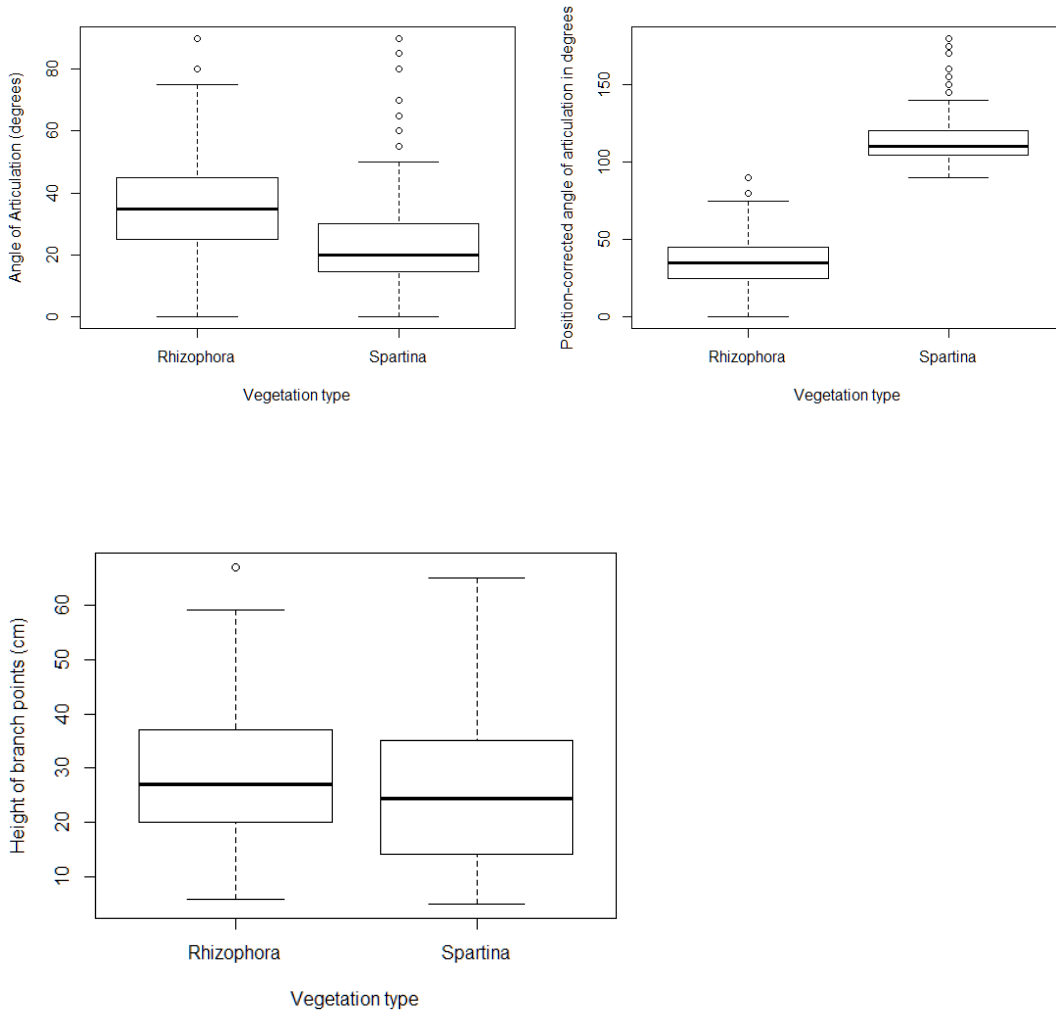 Angle of Articulation (degrees)
80
60
40
20
0
Rhizophora Spartina
Vegetation type
Position-corrected angle of articulation in degrees
150
100
50
0
Rhizophora Spartina
Vegetation type
Height of branch points (cm)
60
50
40
30
20
10
Rhizophora Spartina
Vegetation type